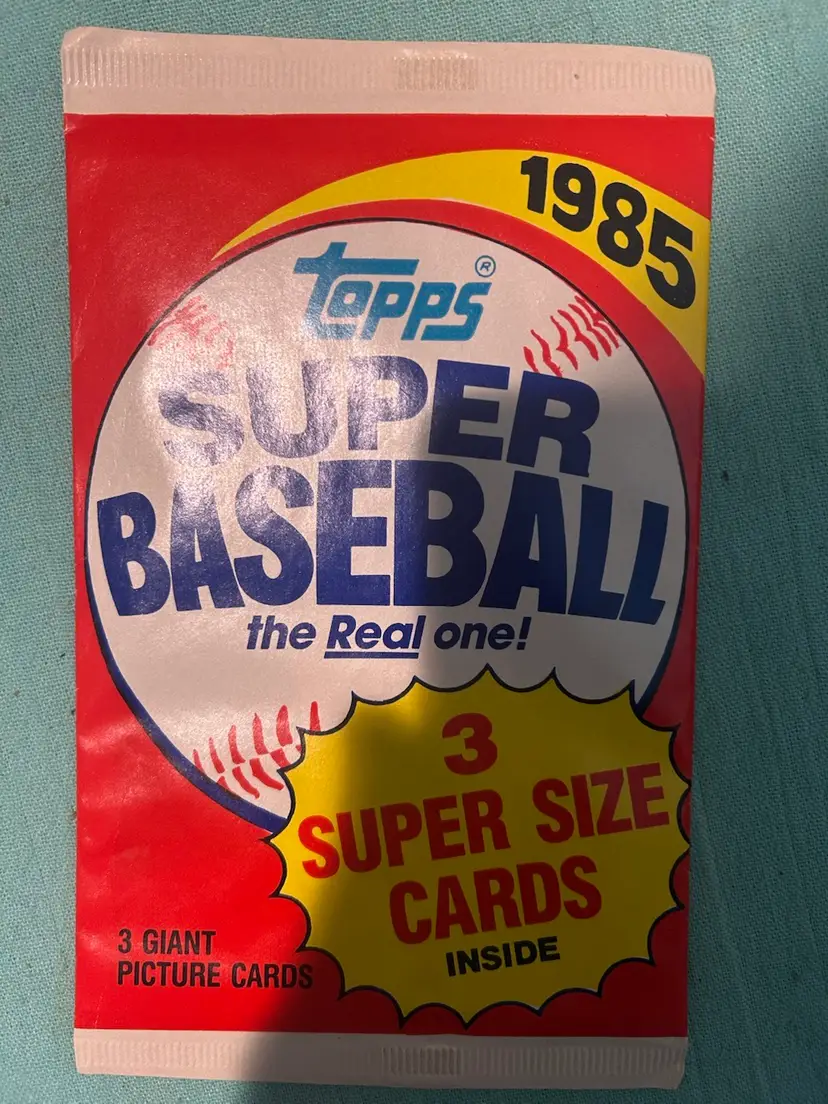 1985
Topps®
SUPER
BASEBALL
the Real one!
3
SUPER SIZE
CARDS
INSIDE
3 GIANT
PICTURE CARDS